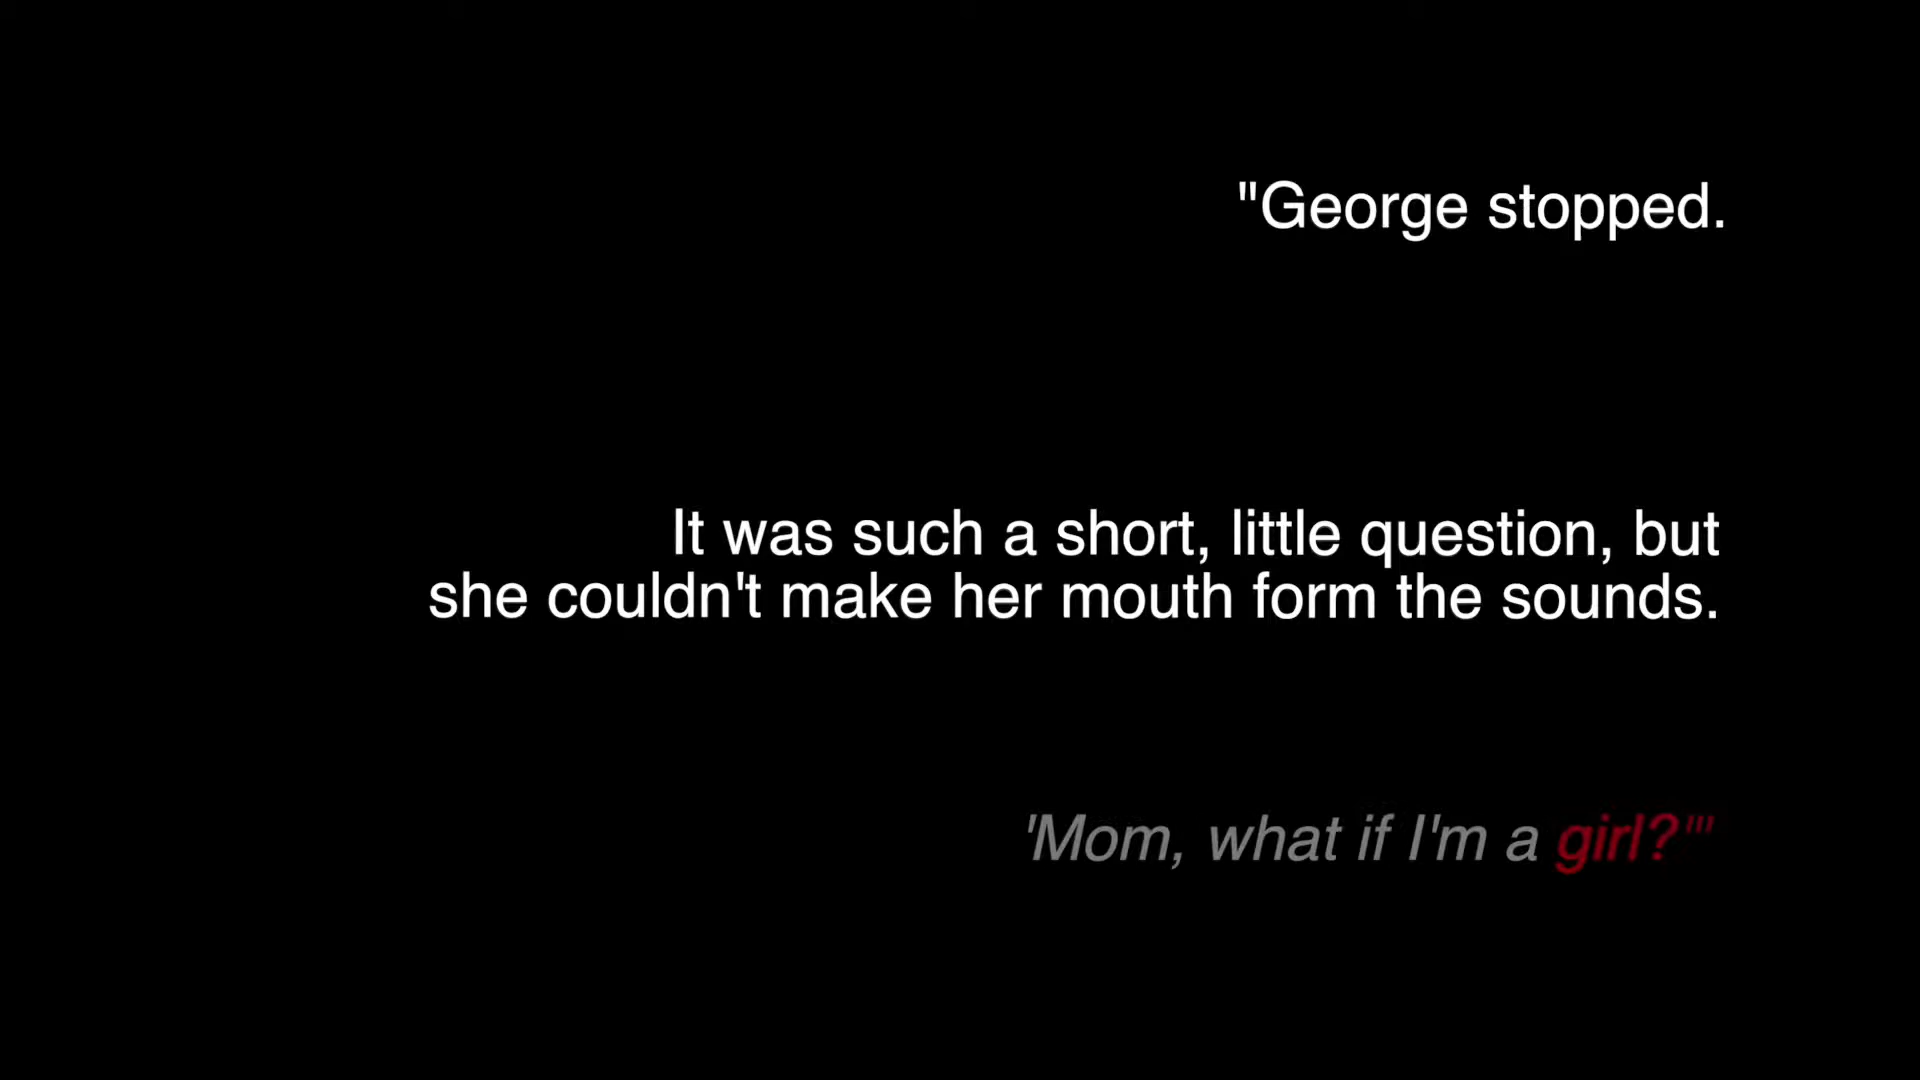 "George stopped.
It was such a short, little question, but
she couldn't make her mouth form the sounds.
'Mom, what if I'm a girl?'"